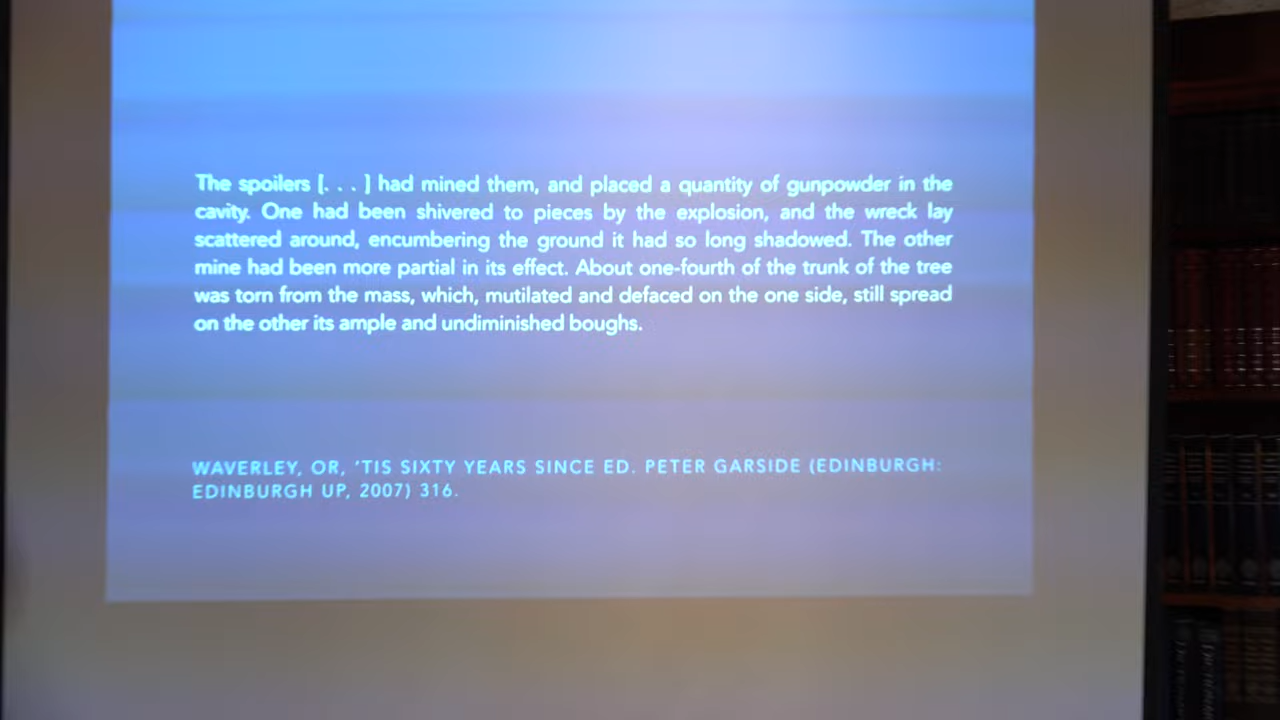 The spoilers [. . . ] had mined them, and placed a quantity of gunpowder in the
cavity. One had been shivered to pieces by the explosion, and the wreck lay
scattered around, encumbering the ground it had so long shadowed. The other
mine had been more partial in its effect. About one-fourth of the trunk of the tree
was torn from the mass, which, mutilated and defaced on the one side, still spread
on the other its ample and undiminished boughs.
WAVERLEY, OR, 'TIS SIXTY YEARS SINCE ED. PETER GARSIDE (EDINBURGH:
EDINBURGH UP, 2007) 316.